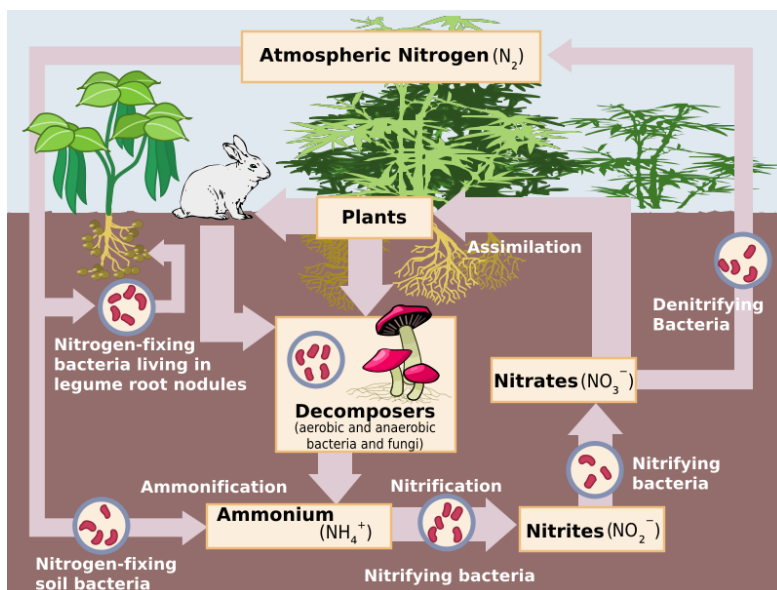 Atmospheric Nitrogen (N₂)
Plants
Assimilation
Denitrifying
Bacteria
Nitrogen-fixing
bacteria living in
legume root nodules
Decomposers
(aerobic and anaerobic
bacteria and fungi)
Nitrates (NO₃⁻)
Ammonification
Nitrification
Nitrifying
bacteria
Ammonium
(NH₄⁺)
Nitrites (NO₂⁻)
Nitrogen-fixing
soil bacteria
Nitrifying bacteria